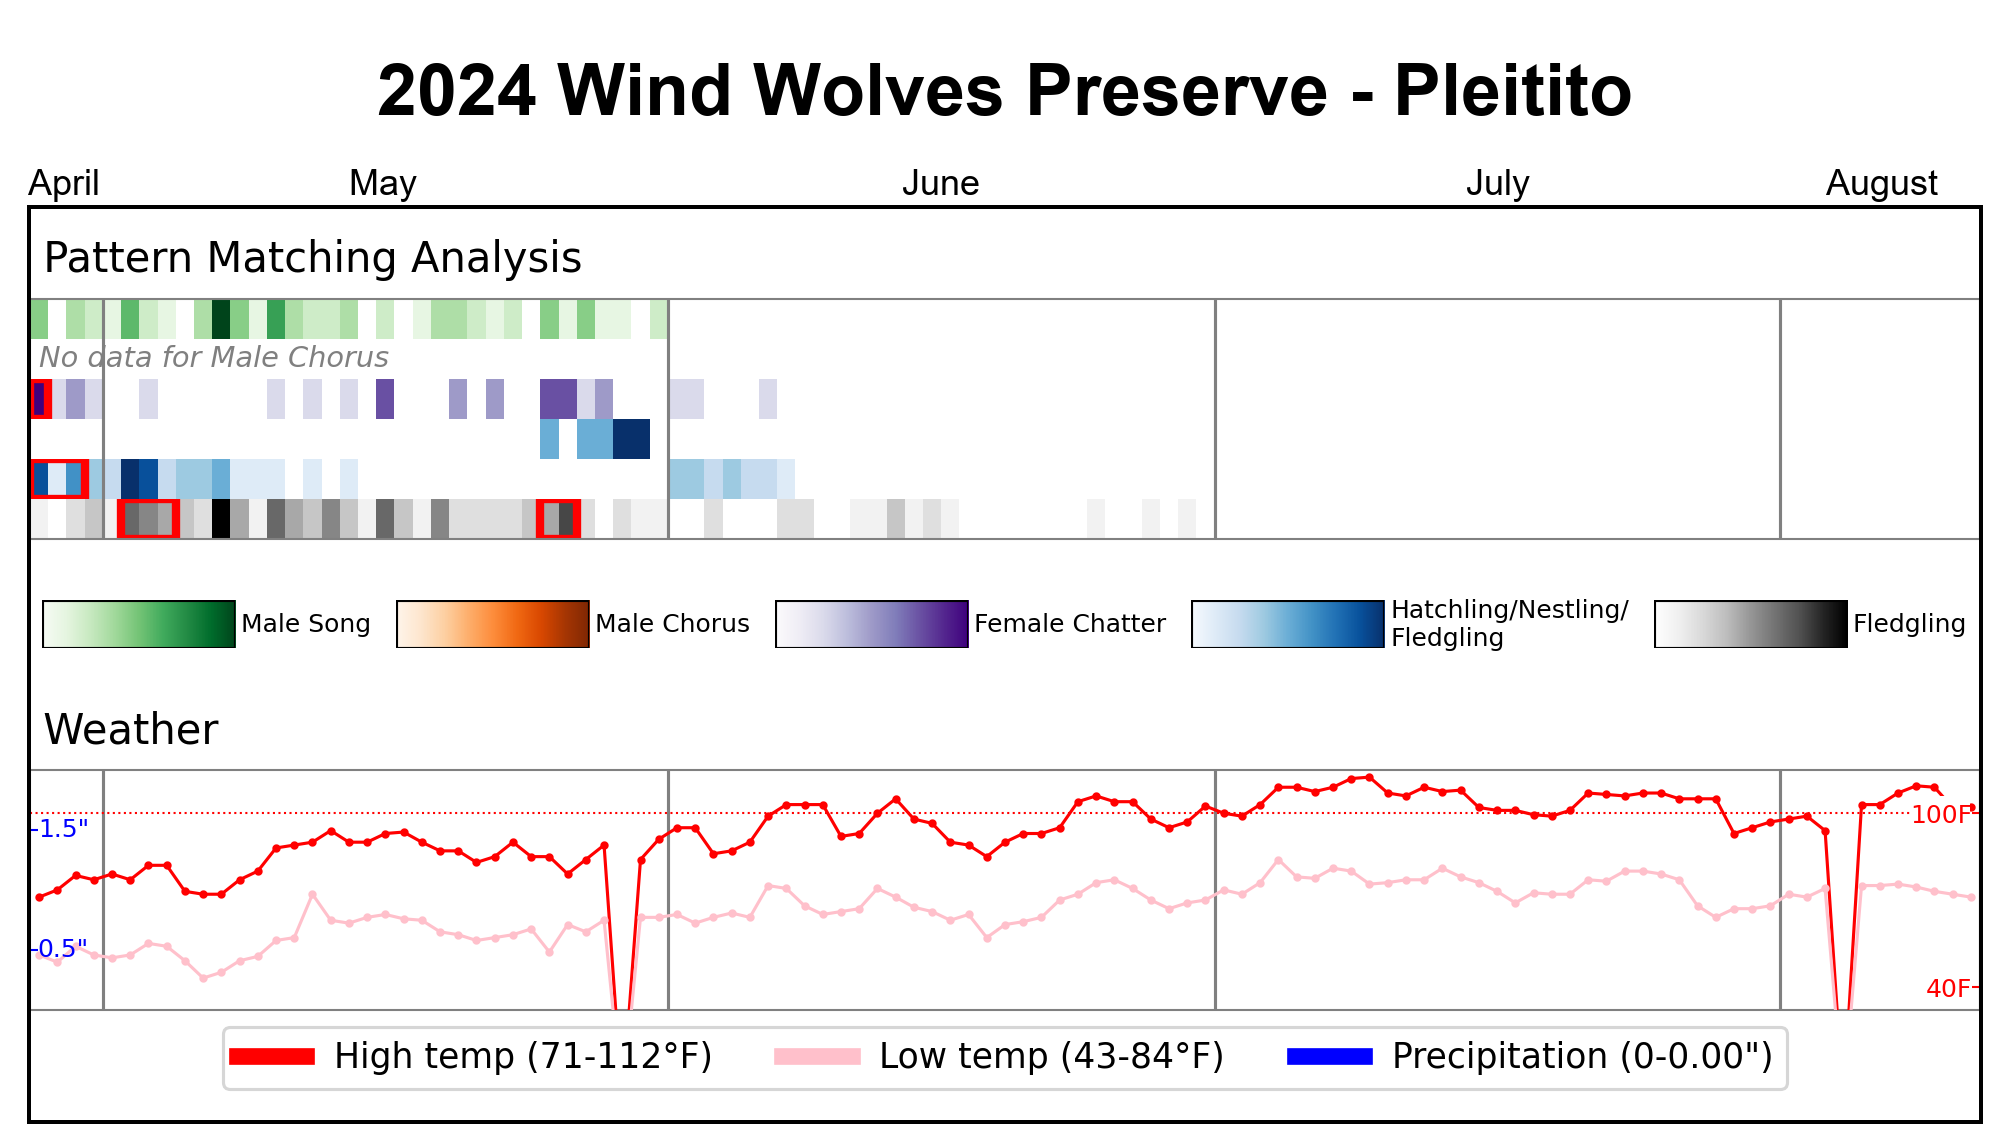 2024 Wind Wolves Preserve - Pleitito
April May June July August
Pattern Matching Analysis
No data for Male Chorus
Male Song Male Chorus Female Chatter Hatchling/Nestling/
Fledgling Fledgling
Weather
1.5"
100F
0.5"
40F
High temp (71-112°F) Low temp (43-84°F) Precipitation (0-0.00")